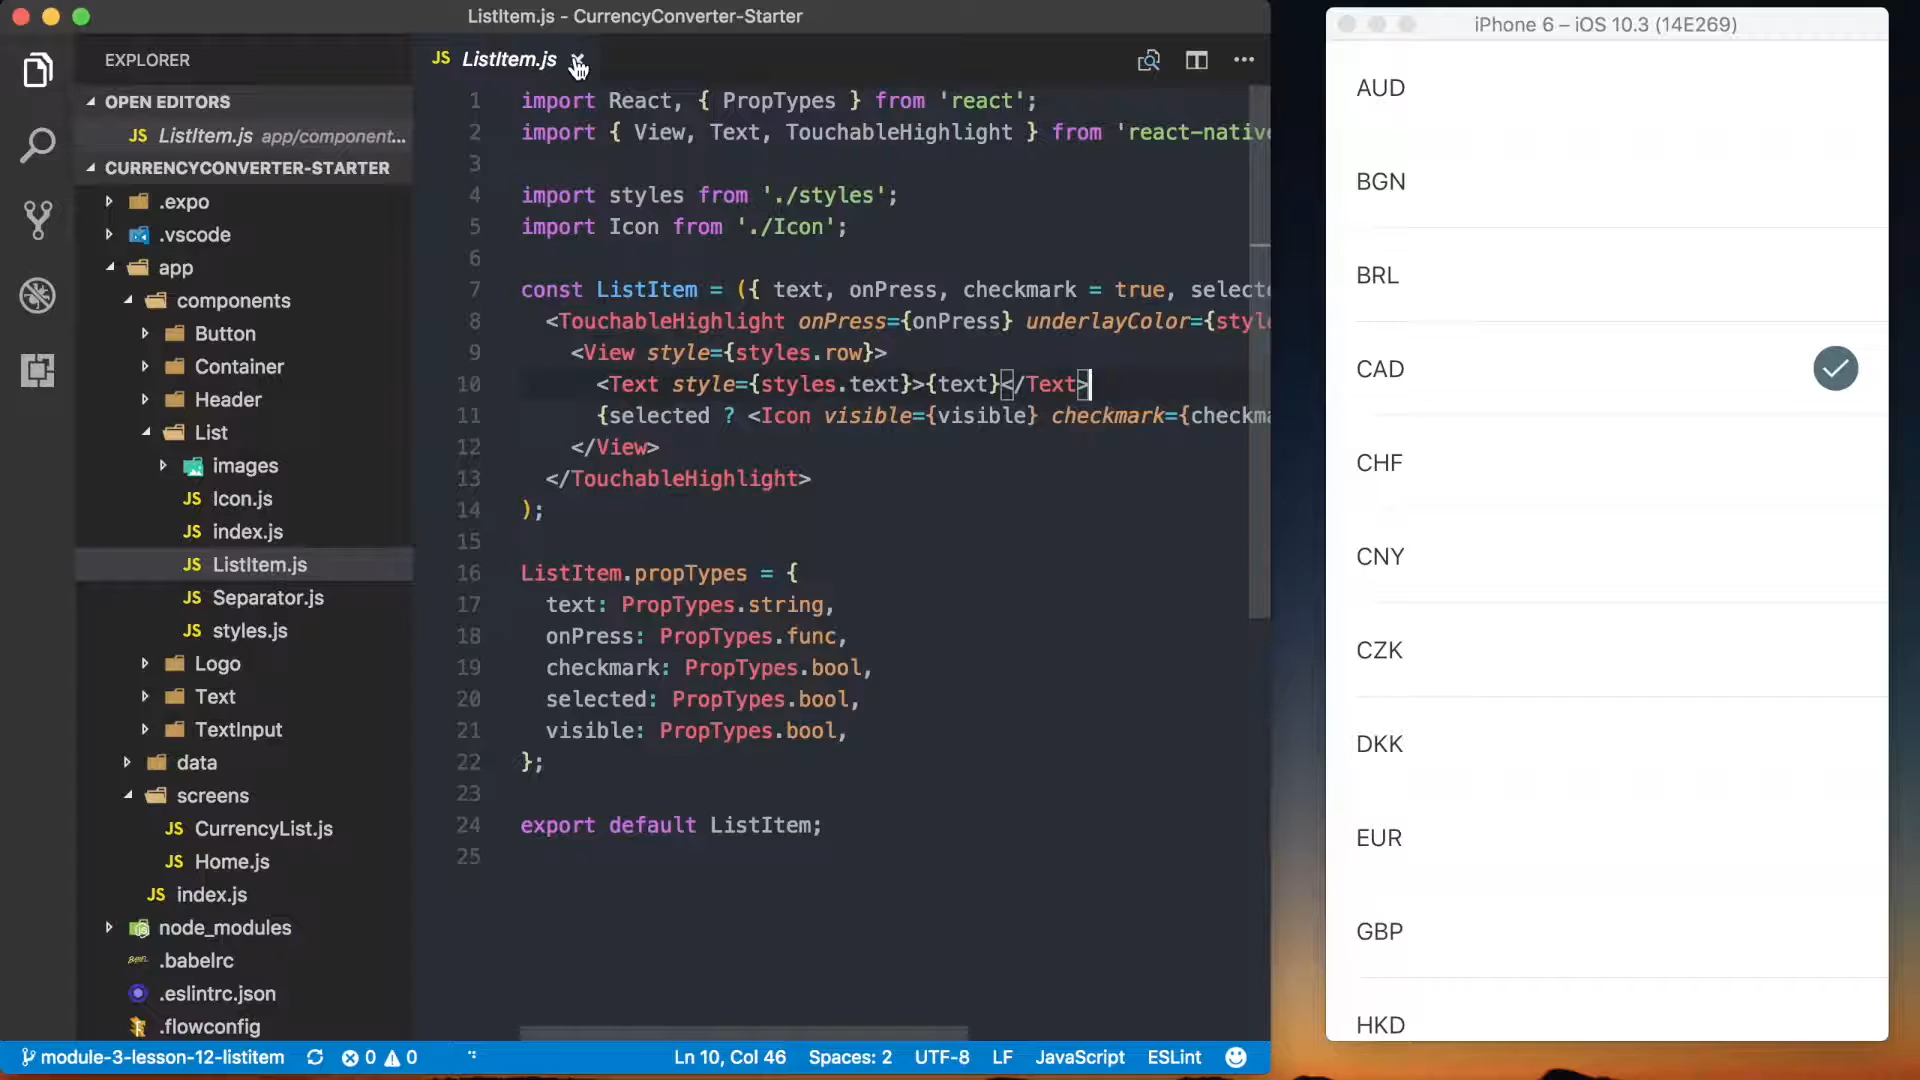 ListItem.js - CurrencyConverter-Starter
EXPLORER
OPEN EDITORS
JS ListItem.js app/component...
CURRENCYCONVERTER-STARTER
.expo
.vscode
app
components
Button
Container
Header
List
images
JS Icon.js
JS index.js
JS ListItem.js
JS Separator.js
JS styles.js
Logo
Text
TextInput
data
screens
JS CurrencyList.js
JS Home.js
JS index.js
node_modules
.babelrc
.eslintrc.json
.flowconfig
JS ListItem.js
1 import React, { PropTypes } from 'react';
2 import { View, Text, TouchableHighlight } from 'react-native
3
4 import styles from './styles';
5 import Icon from './Icon';
6
7 const ListItem = ({ text, onPress, checkmark = true, selecte
8 <TouchableHighlight onPress={onPress} underlayColor={style
9 <View style={styles.row}>
10 <Text style={styles.text}>{text}</Text>
11 {selected ? <Icon visible={visible} checkmark={checkma
12 </View>
13 </TouchableHighlight>
14 );
15
16 ListItem.propTypes = {
17 text: PropTypes.string,
18 onPress: PropTypes.func,
19 checkmark: PropTypes.bool,
20 selected: PropTypes.bool,
21 visible: PropTypes.bool,
22 };
23
24 export default ListItem;
25
module-3-lesson-12-listitem 0 0 Ln 10, Col 46 Spaces: 2 UTF-8 LF JavaScript ESLint
iPhone 6 – iOS 10.3 (14E269)
AUD
BGN
BRL
CAD
CHF
CNY
CZK
DKK
EUR
GBP
HKD